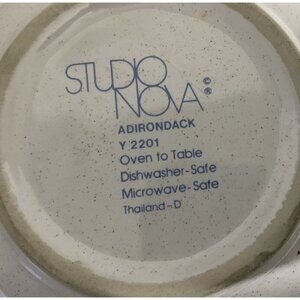 STUDIO
NOVA ©®
ADIRONDACK
Y 2201
Oven to Table
Dishwasher-Safe
Microwave-Safe
Thailand-D